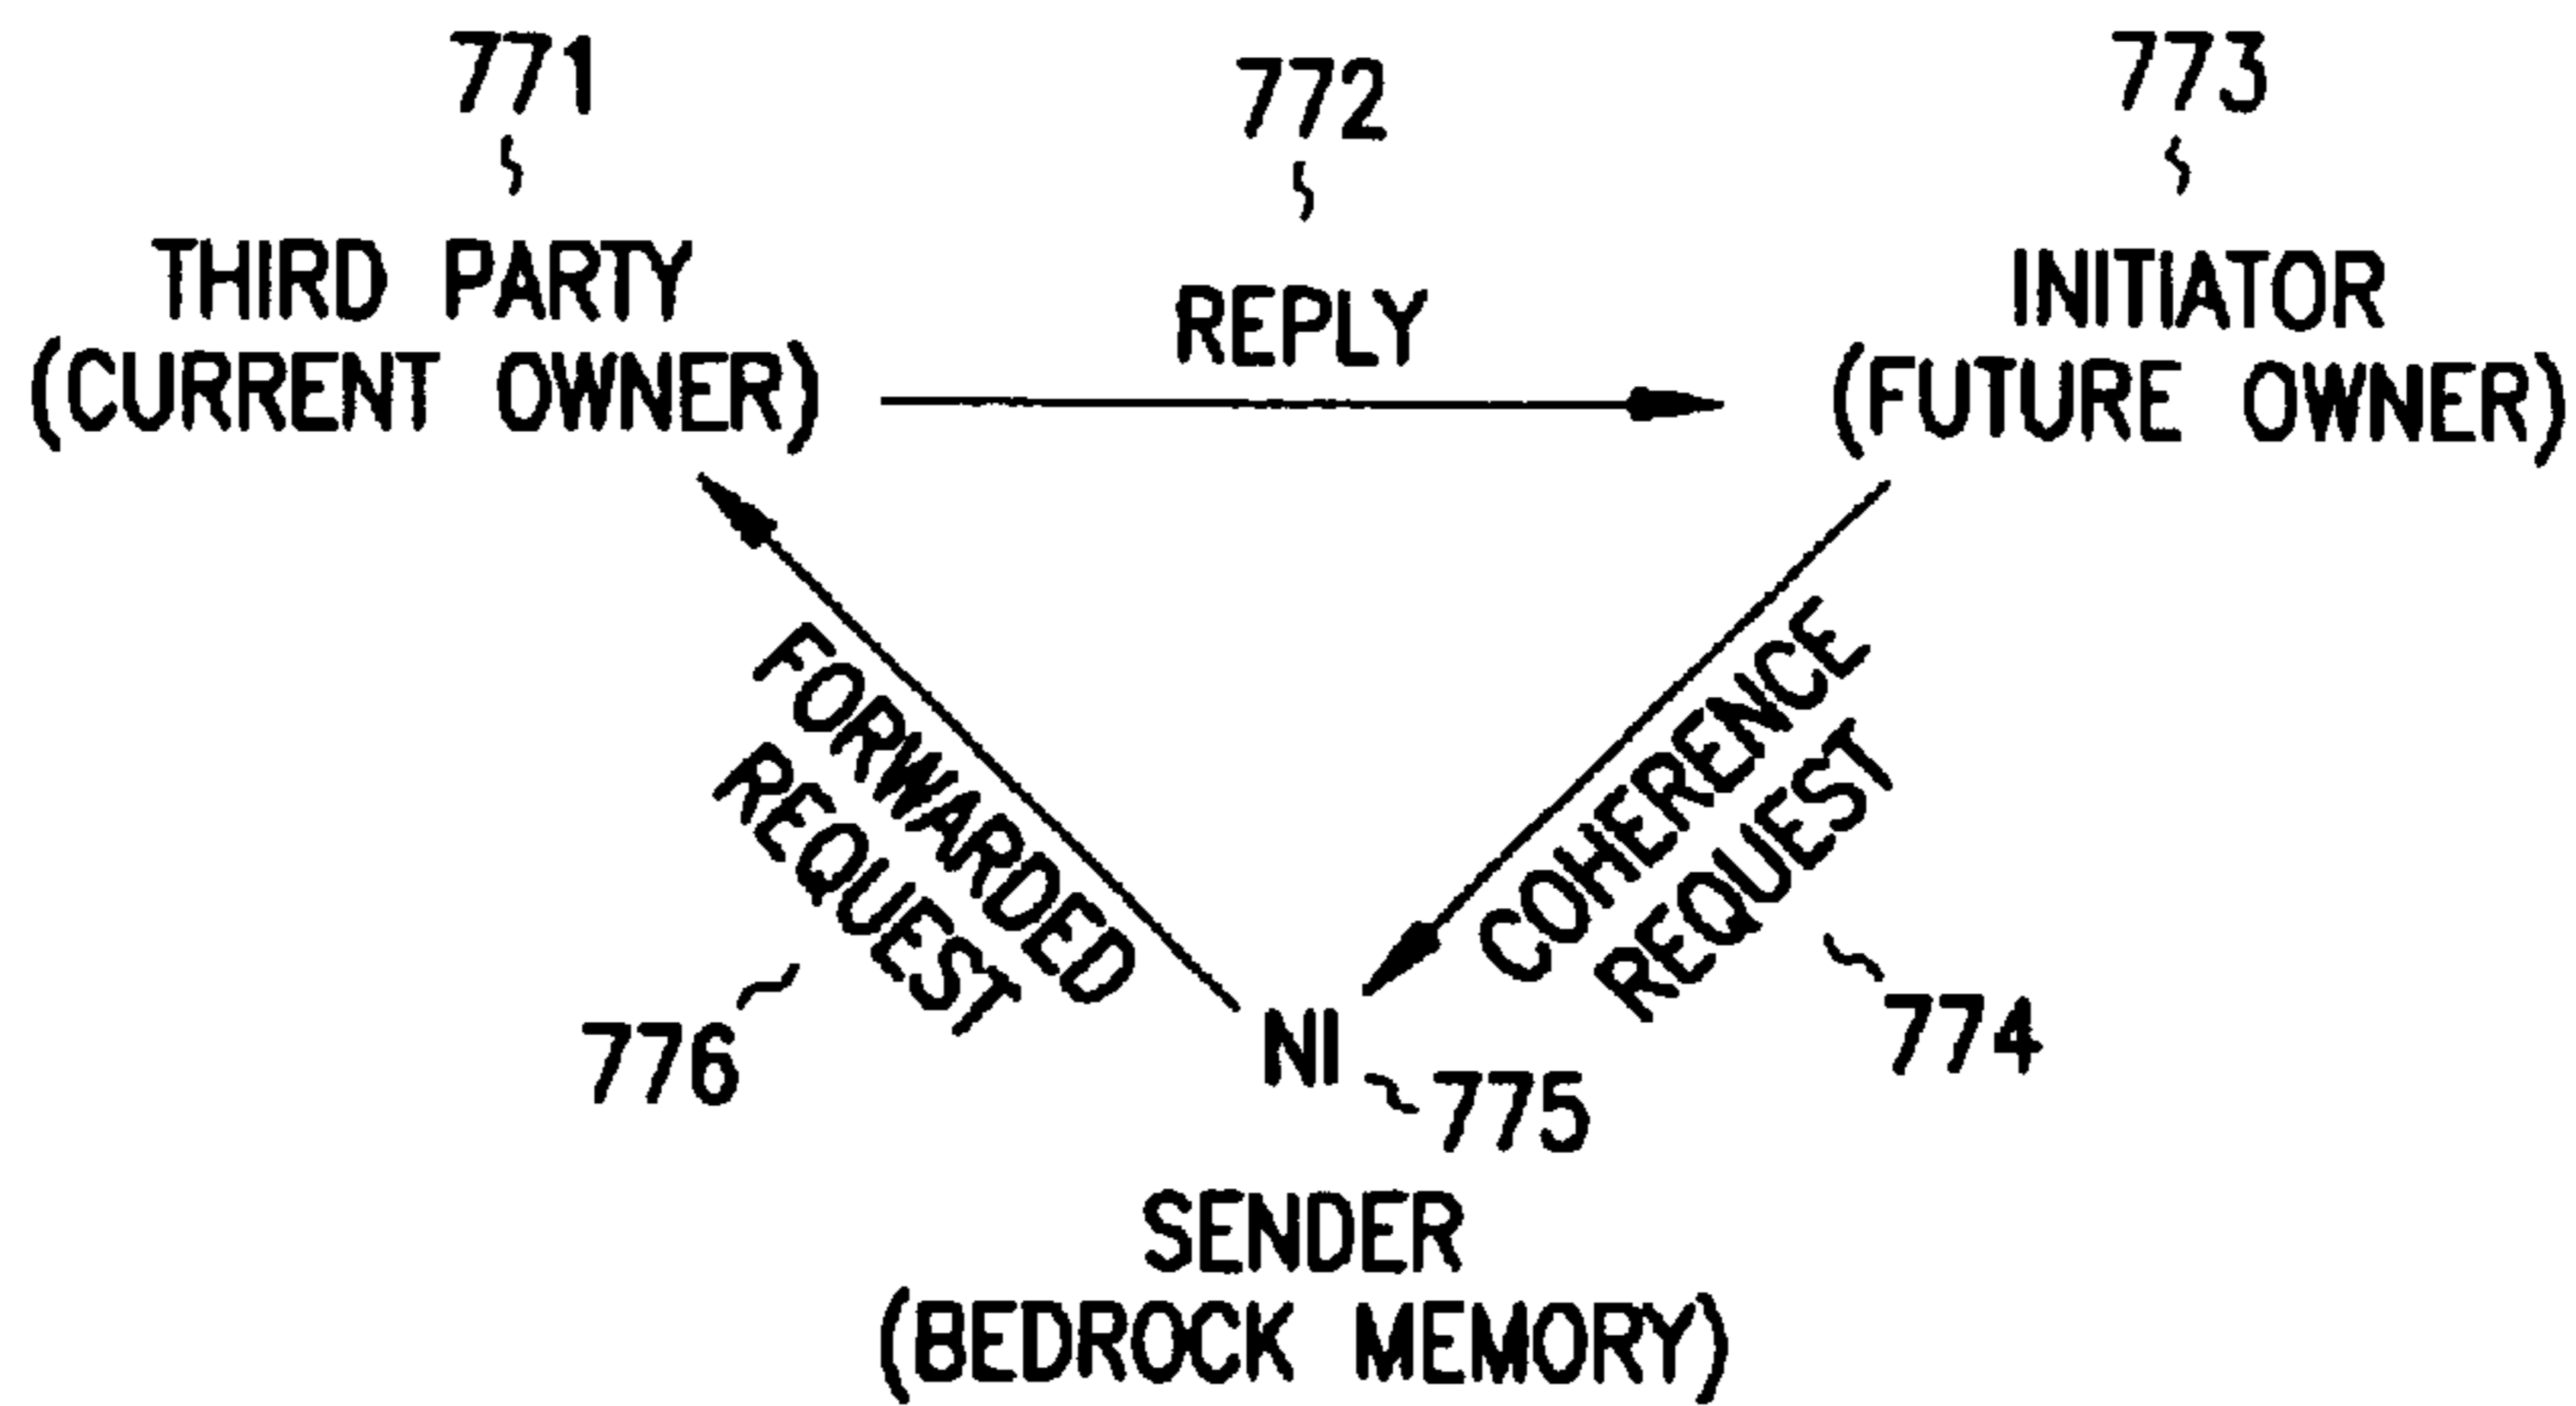 771
772
773
THIRD PARTY
(CURRENT OWNER)
REPLY
INITIATOR
(FUTURE OWNER)
FORWARDED
REQUEST
COHERENCE
REQUEST
776
NI
775
774
SENDER
(BEDROCK MEMORY)